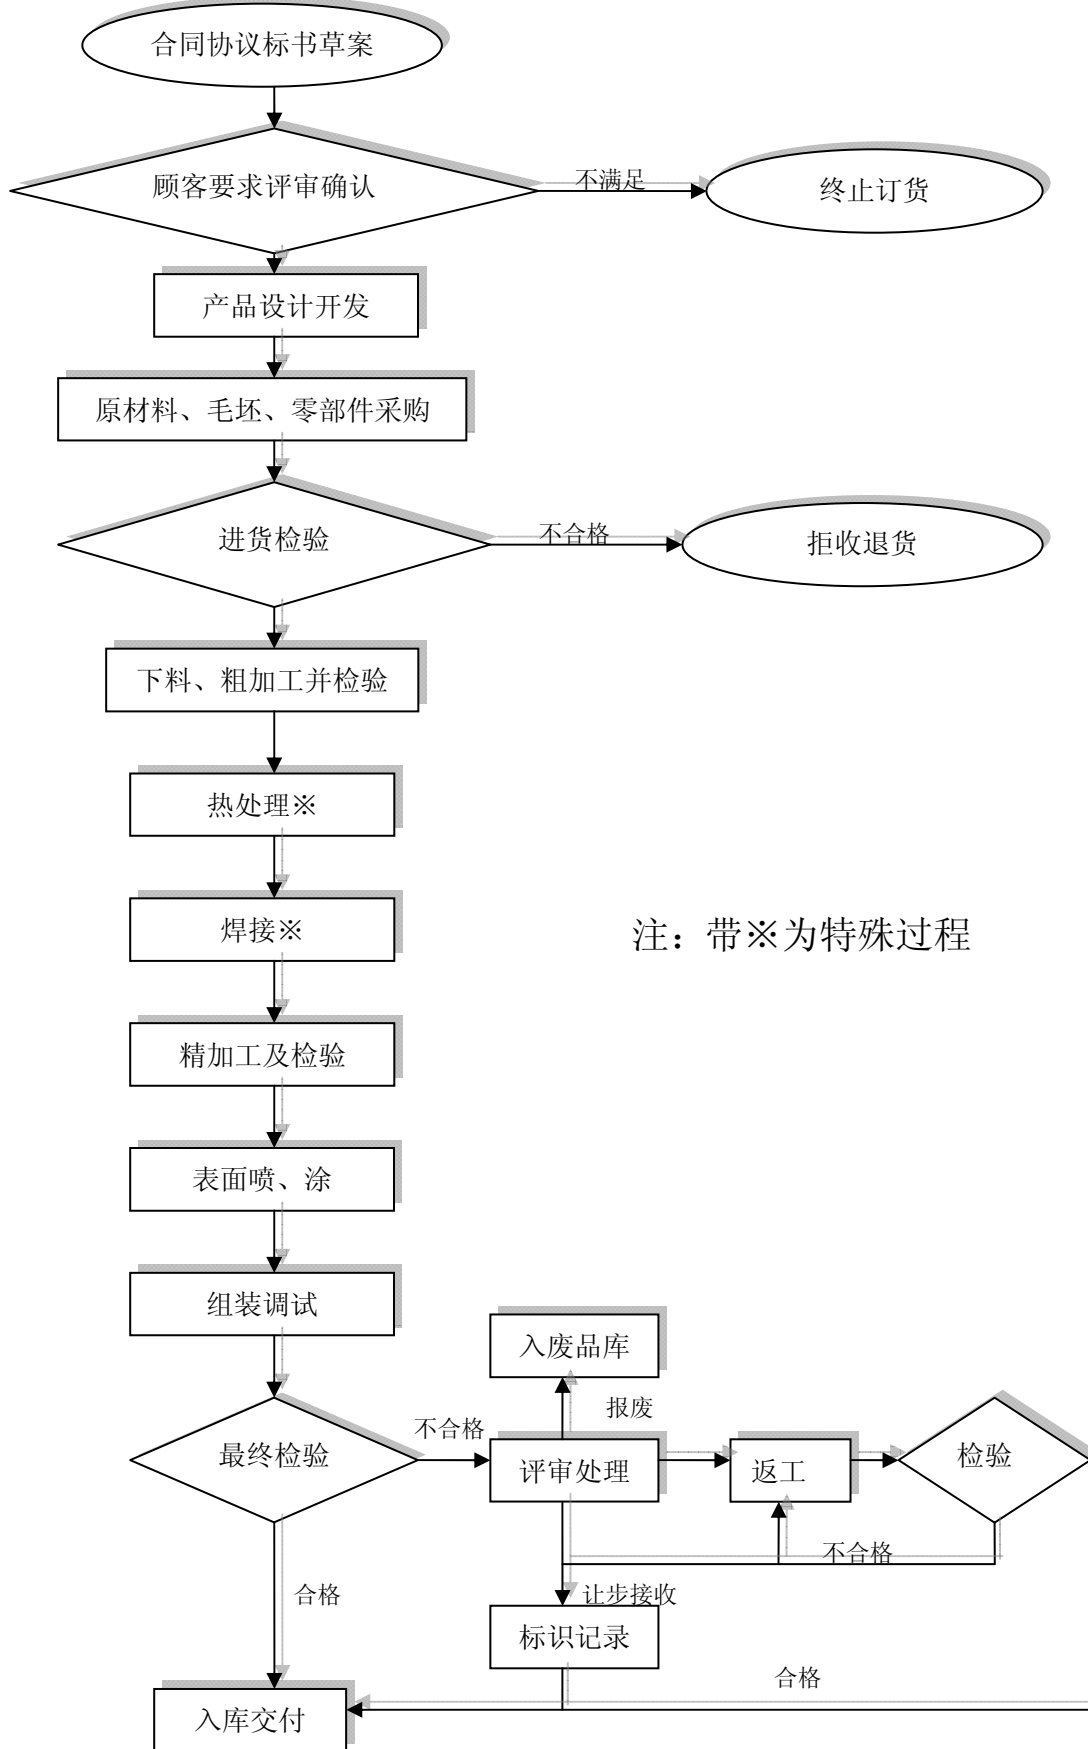 合同协议标书草案
顾客要求评审确认
不满足
终止订货
产品设计开发
原材料、毛坯、零部件采购
进货检验
不合格
拒收退货
下料、粗加工并检验
热处理※
焊接※
注：带※为特殊过程
精加工及检验
表面喷、涂
组装调试
入废品库
报废
不合格
最终检验
评审处理
返工
检验
不合格
合格
让步接收
标识记录
合格
入库交付